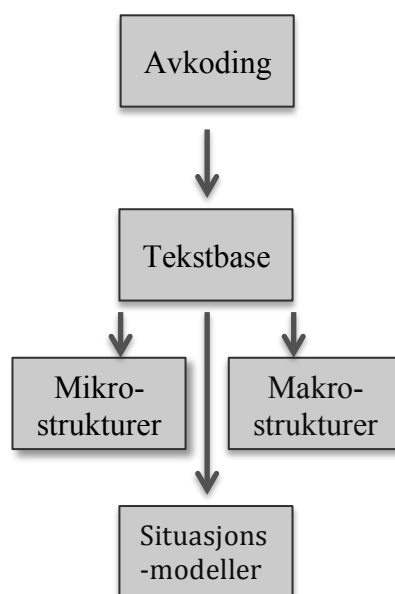 Avkoding
Tekstbase
Mikro-
strukturer
Makro-
strukturer
Situasjons
-modeller